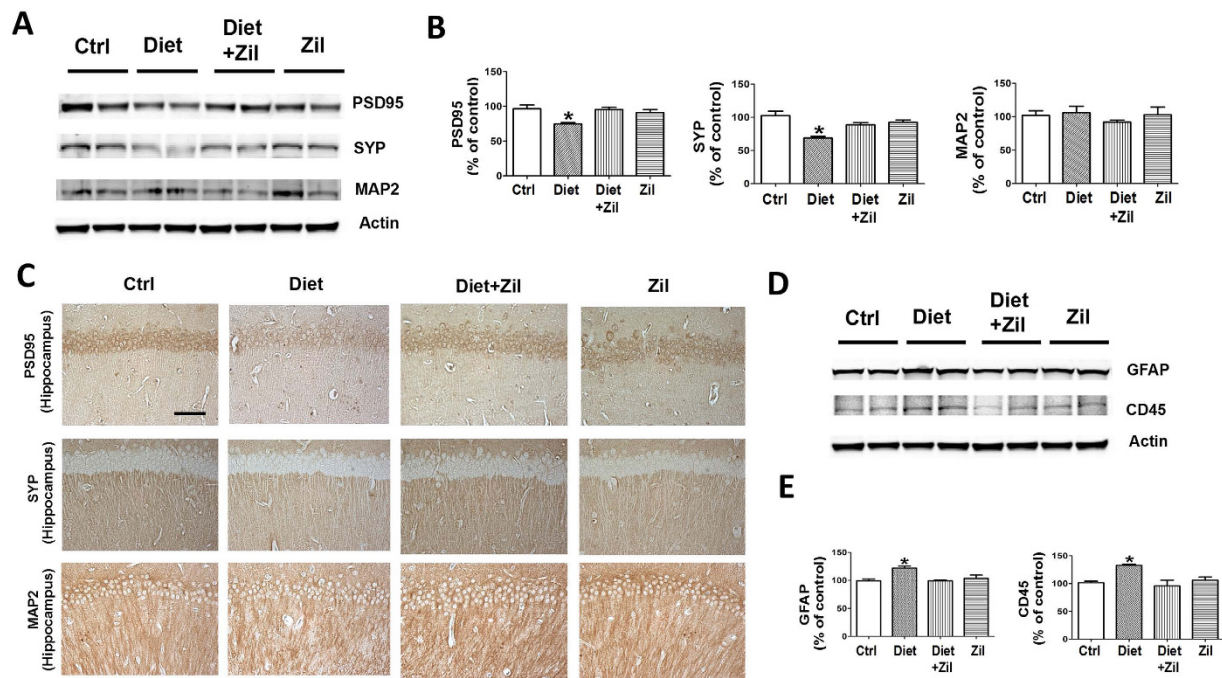 A
Ctrl
Diet
Diet
+Zil
Zil
PSD95
SYP
MAP2
Actin
B
PSD95
(% of control)
150
100
50
0
*
Ctrl
Diet
Diet
+Zil
Zil
SYP
(% of control)
150
100
50
0
*
Ctrl
Diet
Diet
+Zil
Zil
MAP2
(% of control)
150
100
50
0
Ctrl
Diet
Diet
+Zil
Zil
C
Ctrl
Diet
Diet+Zil
Zil
PSD95
(Hippocampus)
SYP
(Hippocampus)
MAP2
(Hippocampus)
D
Ctrl
Diet
Diet
+Zil
Zil
GFAP
CD45
Actin
E
GFAP
(% of control)
150
100
50
0
*
Ctrl
Diet
Diet
+Zil
Zil
CD45
(% of control)
150
100
50
0
*
Ctrl
Diet
Diet
+Zil
Zil